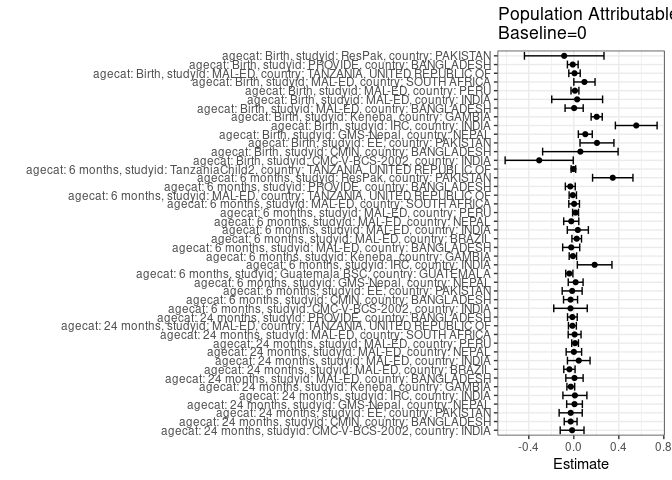 Population Attributable
Baseline=0
agecat: Birth, studyid: ResPak, country: PAKISTAN
agecat: Birth, studyid: PROVIDE, country: BANGLADESH
agecat: Birth, studyid: MAL-ED, country: TANZANIA, UNITED REPUBLIC OF
agecat: Birth, studyid: MAL-ED, country: SOUTH AFRICA
agecat: Birth, studyid: MAL-ED, country: PERU
agecat: Birth, studyid: MAL-ED, country: INDIA
agecat: Birth, studyid: MAL-ED, country: BANGLADESH
agecat: Birth, studyid: Keneba, country: GAMBIA
agecat: Birth, studyid: IRC, country: INDIA
agecat: Birth, studyid: GMS-Nepal, country: NEPAL
agecat: Birth, studyid: EE, country: PAKISTAN
agecat: Birth, studyid: CMIN, country: BANGLADESH
agecat: Birth, studyid: CMC-V-BCS-2002, country: INDIA
agecat: 6 months, studyid: TanzaniaChild2, country: TANZANIA, UNITED REPUBLIC OF
agecat: 6 months, studyid: ResPak, country: PAKISTAN
agecat: 6 months, studyid: PROVIDE, country: BANGLADESH
agecat: 6 months, studyid: MAL-ED, country: TANZANIA, UNITED REPUBLIC OF
agecat: 6 months, studyid: MAL-ED, country: SOUTH AFRICA
agecat: 6 months, studyid: MAL-ED, country: PERU
agecat: 6 months, studyid: MAL-ED, country: NEPAL
agecat: 6 months, studyid: MAL-ED, country: INDIA
agecat: 6 months, studyid: MAL-ED, country: BRAZIL
agecat: 6 months, studyid: MAL-ED, country: BANGLADESH
agecat: 6 months, studyid: Keneba, country: GAMBIA
agecat: 6 months, studyid: IRC, country: INDIA
agecat: 6 months, studyid: Guatemala BSC, country: GUATEMALA
agecat: 6 months, studyid: GMS-Nepal, country: NEPAL
agecat: 6 months, studyid: EE, country: PAKISTAN
agecat: 6 months, studyid: CMIN, country: BANGLADESH
agecat: 6 months, studyid: CMC-V-BCS-2002, country: INDIA
agecat: 24 months, studyid: PROVIDE, country: BANGLADESH
agecat: 24 months, studyid: MAL-ED, country: TANZANIA, UNITED REPUBLIC OF
agecat: 24 months, studyid: MAL-ED, country: SOUTH AFRICA
agecat: 24 months, studyid: MAL-ED, country: PERU
agecat: 24 months, studyid: MAL-ED, country: NEPAL
agecat: 24 months, studyid: MAL-ED, country: INDIA
agecat: 24 months, studyid: MAL-ED, country: BRAZIL
agecat: 24 months, studyid: MAL-ED, country: BANGLADESH
agecat: 24 months, studyid: Keneba, country: GAMBIA
agecat: 24 months, studyid: IRC, country: INDIA
agecat: 24 months, studyid: GMS-Nepal, country: NEPAL
agecat: 24 months, studyid: EE, country: PAKISTAN
agecat: 24 months, studyid: CMIN, country: BANGLADESH
agecat: 24 months, studyid: CMC-V-BCS-2002, country: INDIA
-0.4 0.0 0.4 0.8
Estimate